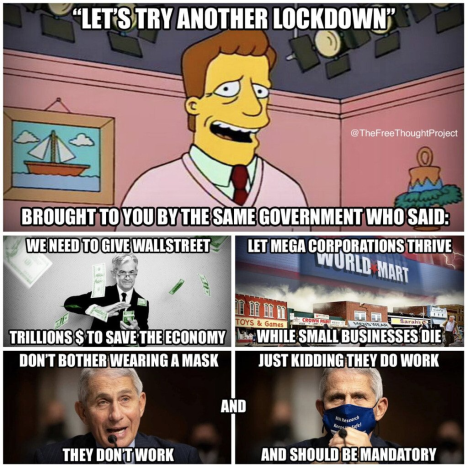 "LET'S TRY ANOTHER LOCKDOWN"
@TheFreeThoughtProject
BROUGHT TO YOU BY THE SAME GOVERNMENT WHO SAID:
WE NEED TO GIVE WALLSTREET
TRILLIONS $ TO SAVE THE ECONOMY
LET MEGA CORPORATIONS THRIVE
WORLD MART
TOYS & Games
WHILE SMALL BUSINESSES DIE
DON'T BOTHER WEARING A MASK
THEY DON'T WORK
AND
JUST KIDDING THEY DO WORK
AND SHOULD BE MANDATORY